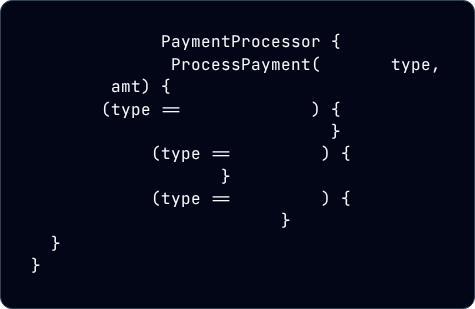 PaymentProcessor {
ProcessPayment( type,
amt) {
(type == ) {
}
(type == ) {
}
(type == ) {
}
}
}